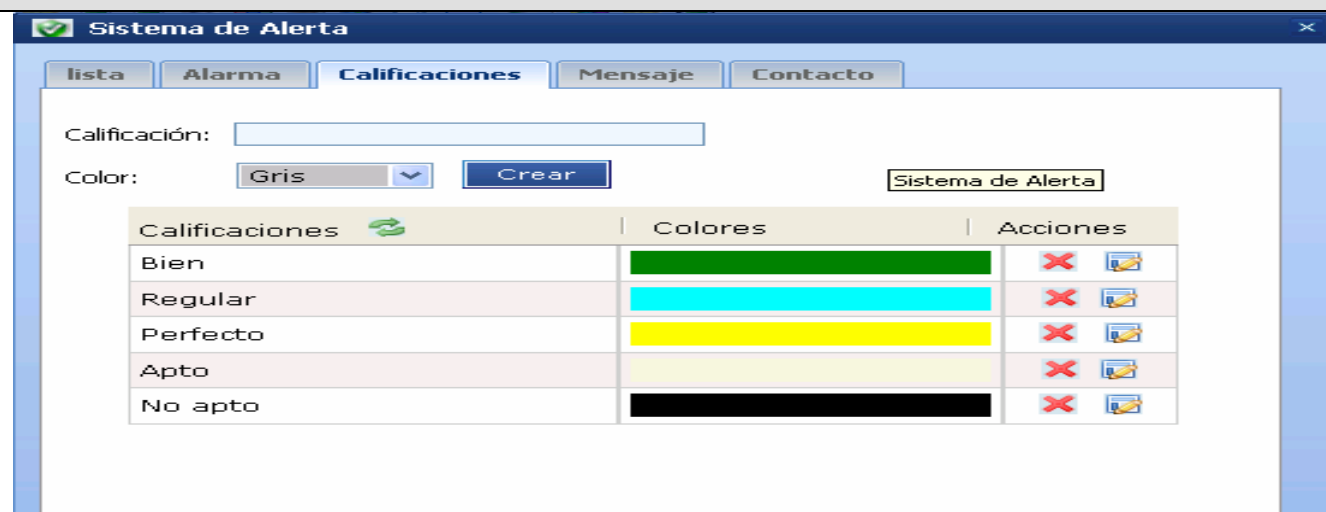 Sistema de Alerta
lista Alarma Calificaciones Mensaje Contacto
Calificación:
Color: Gris Crear
Sistema de Alerta
Calificaciones Colores Acciones
Bien
Regular
Perfecto
Apto
No apto